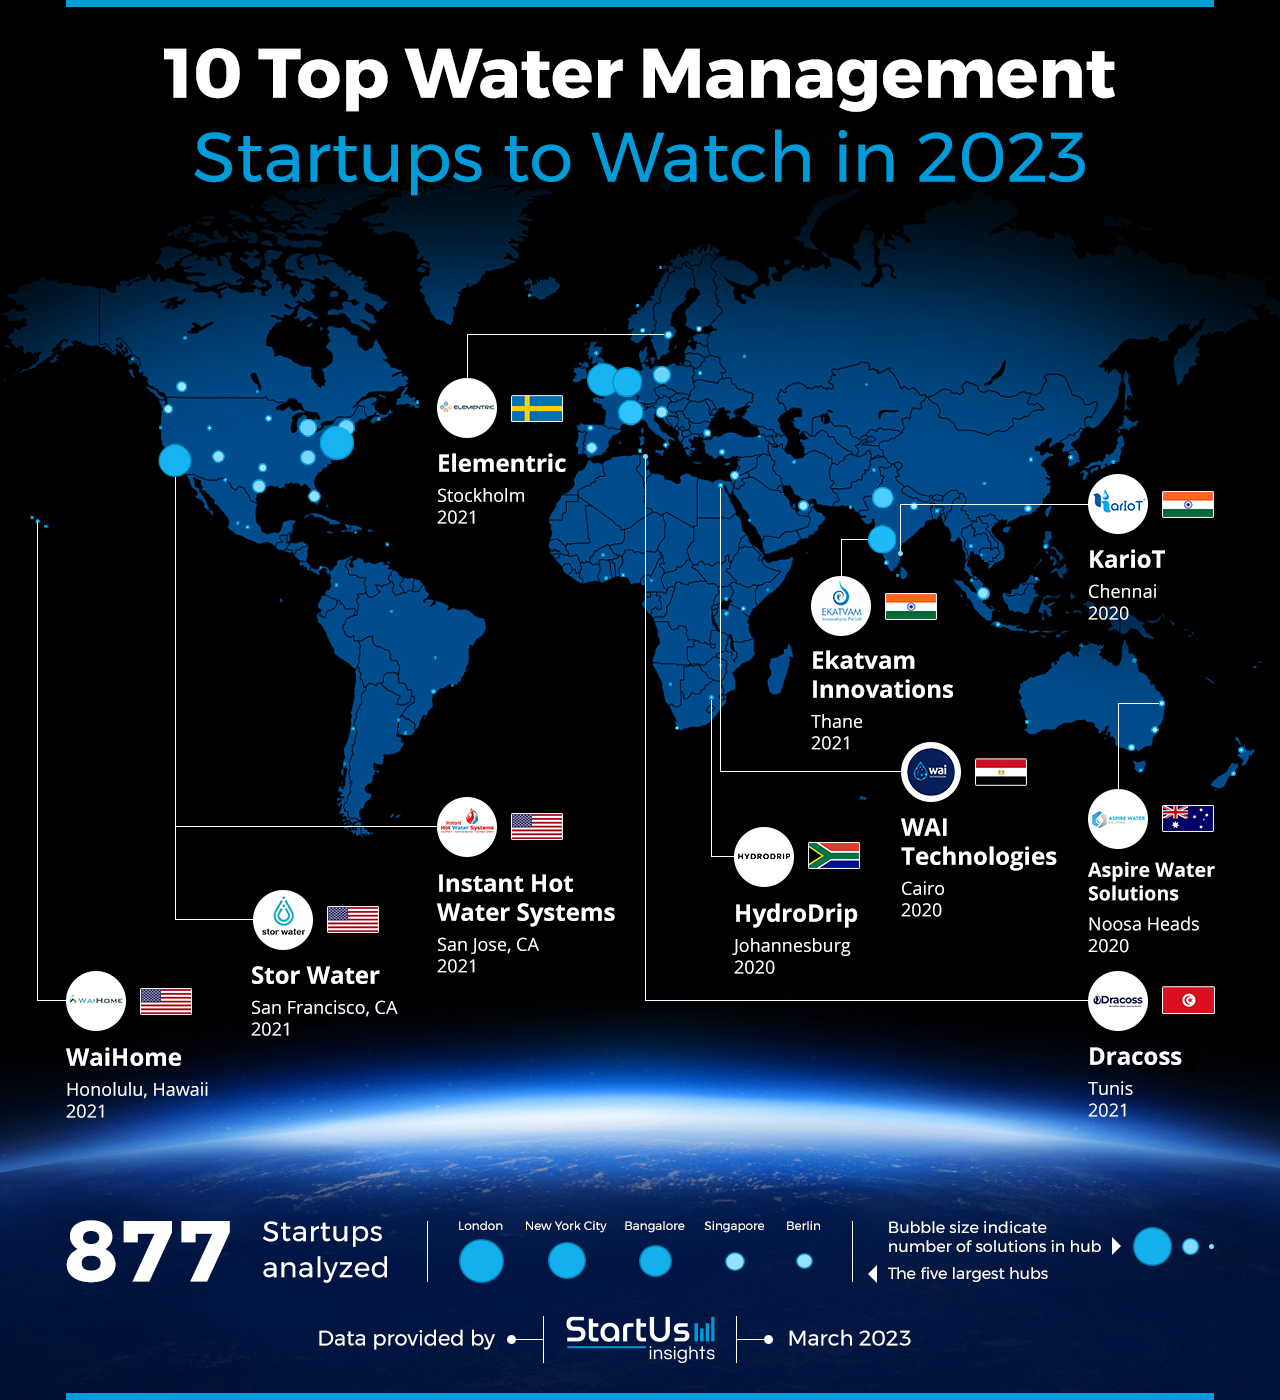 10 Top Water Management
Startups to Watch in 2023
ELEMENTRIC
Elementric
Stockholm
2021
KarIoT
KarioT
Chennai
2020
EKATVAM
Innovations Pvt Ltd
Ekatvam
Innovations
Thane
2021
wai
WAI
Technologies
Cairo
2020
ASPIRE WATER
SOLUTIONS
Aspire Water
Solutions
Noosa Heads
2020
HYDRODRIP
HydroDrip
Johannesburg
2020
Instant
Hot Water Systems
Instant Hot
Water Systems
San Jose, CA
2021
stor water
Stor Water
San Francisco, CA
2021
WAIHOME
WaiHome
Honolulu, Hawaii
2021
Dracoss
Dracoss
Tunis
2021
877
Startups
analyzed
London
New York City
Bangalore
Singapore
Berlin
Bubble size indicate
number of solutions in hub
The five largest hubs
Data provided by
StartUs
insights
March 2023